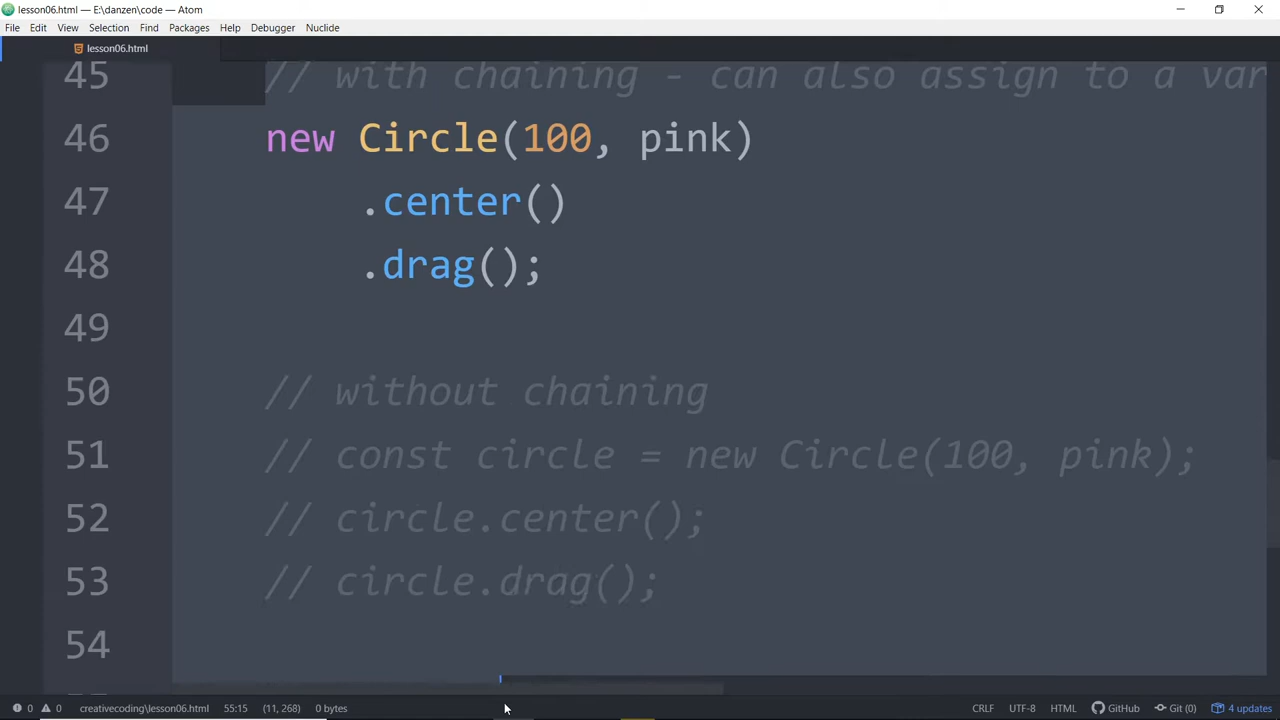 lesson06.html — E:\danzen\code — Atom
File Edit View Selection Find Packages Help Debugger Nuclide
lesson06.html
45 // with chaining - can also assign to a var
46 new Circle(100, pink)
47 .center()
48 .drag();
49
50 // without chaining
51 // const circle = new Circle(100, pink);
52 // circle.center();
53 // circle.drag();
54
0 0 creativecoding\lesson06.html 55:15 (11, 268) 0 bytes CRLF UTF-8 HTML GitHub Git (0) 4 updates